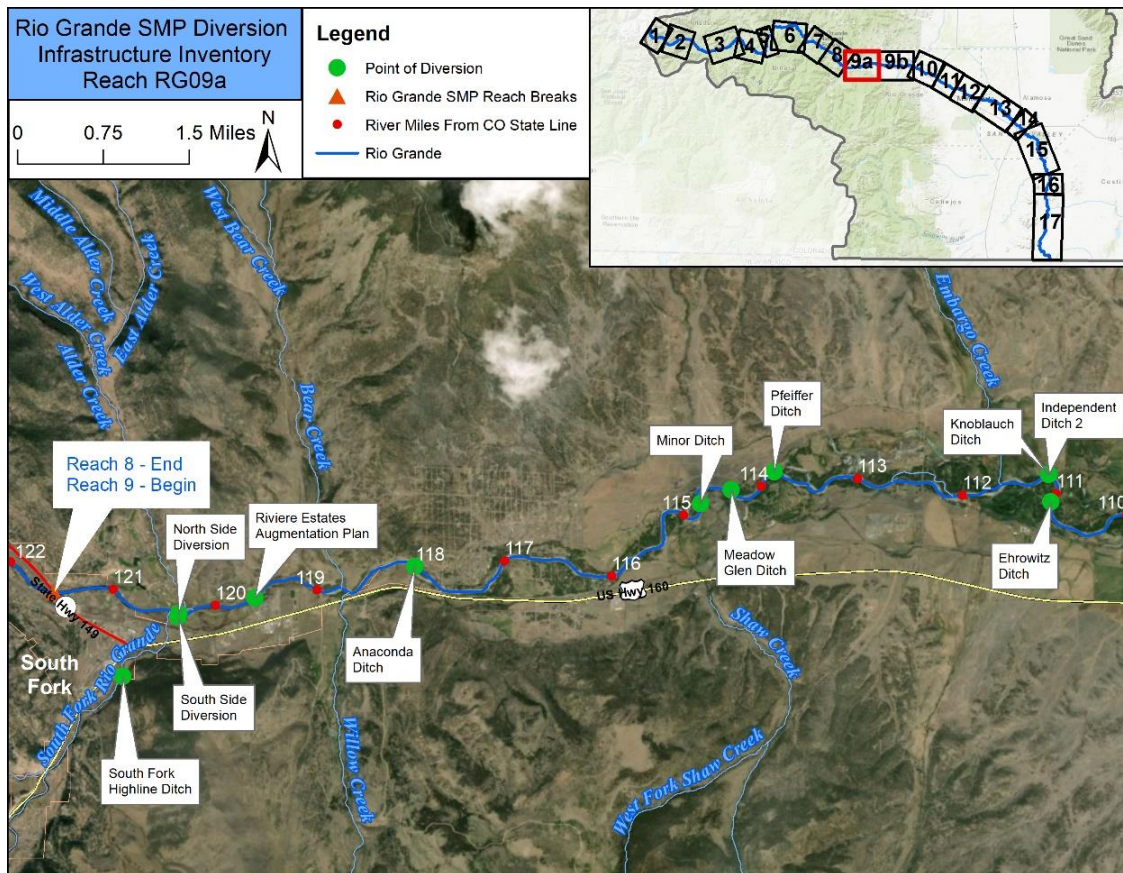 Rio Grande SMP Diversion
Infrastructure Inventory
Reach RG09a
0 0.75 1.5 Miles
N
Legend
Point of Diversion
Rio Grande SMP Reach Breaks
River Miles From CO State Line
Rio Grande
1
2
3
4
5
6
7
8
9a
9b
10
11
12
13
14
15
16
17
Middle Alder Creek
West Alder Creek
East Alder Creek
Alder Creek
West Bear Creek
Bear Creek
Embargo Creek
Reach 8 - End
Reach 9 - Begin
North Side
Diversion
Riviere Estates
Augmentation Plan
Minor Ditch
Pfeiffer
Ditch
Knoblauch
Ditch
Independent
Ditch 2
122
121
120
119
118
117
116
115
114
113
112
111
110
State Hwy 149
US Hwy 160
South
Fork
South Fork Rio Grande
South Fork
Highline Ditch
South Side
Diversion
Anaconda
Ditch
Meadow
Glen Ditch
Ehrowitz
Ditch
Willow Creek
Shaw Creek
West Fork Shaw Creek